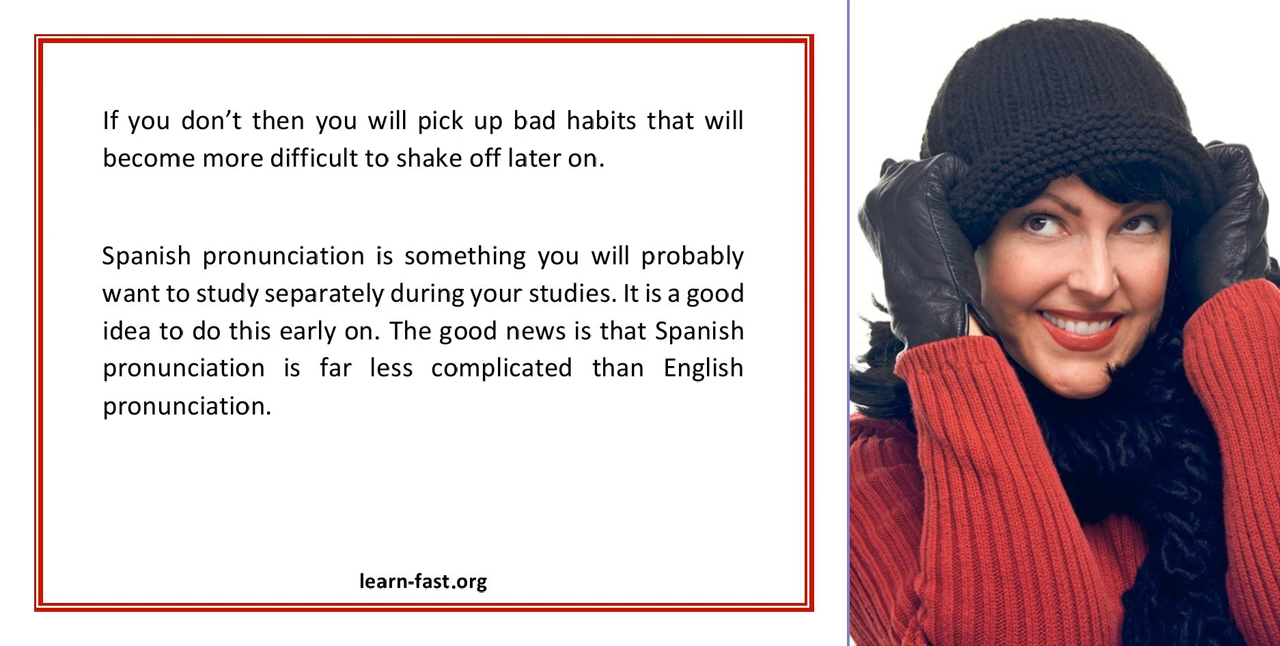 If you don’t then you will pick up bad habits that will
become more difficult to shake off later on.
Spanish pronunciation is something you will probably
want to study separately during your studies. It is a good
idea to do this early on. The good news is that Spanish
pronunciation is far less complicated than English
pronunciation.
learn-fast.org